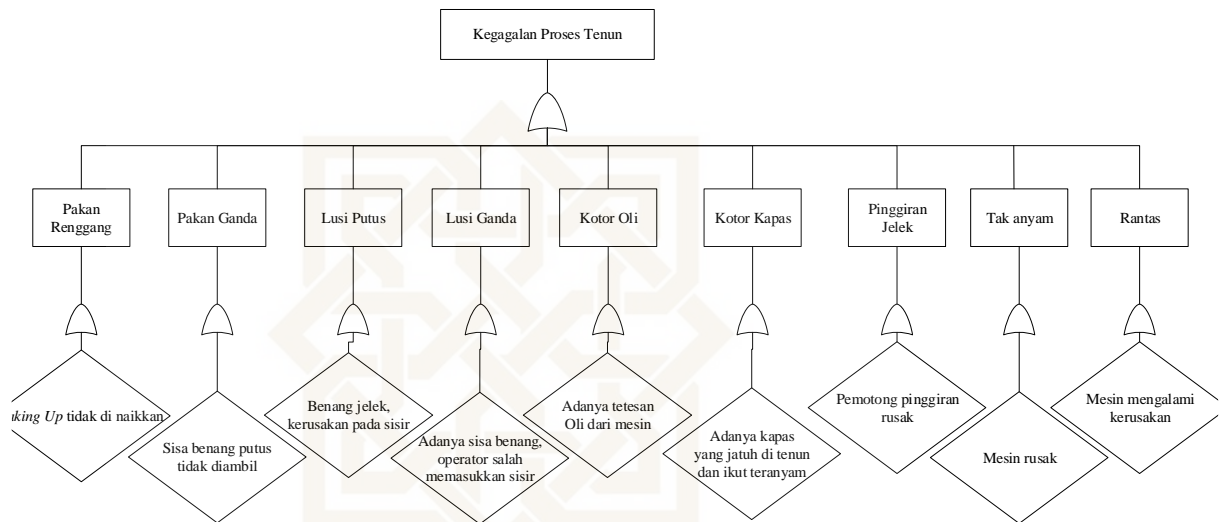 Kegagalan Proses Tenun
Pakan
Renggang
Pakan Ganda
Lusi Putus
Lusi Ganda
Kotor Oli
Kotor Kapas
Pinggiran
Jelek
Tak anyam
Rantas
Up tidak di naikkan
Sisa benang putus
tidak diambil
Benang jelek,
kerusakan pada sisir
Adanya sisa benang,
operator salah
memasukkan sisir
Adanya tetesan
Oli dari mesin
Adanya kapas
yang jatuh di tenun
dan ikut teranyam
Pemotong pinggiran
rusak
Mesin rusak
Mesin mengalami
kerusakan